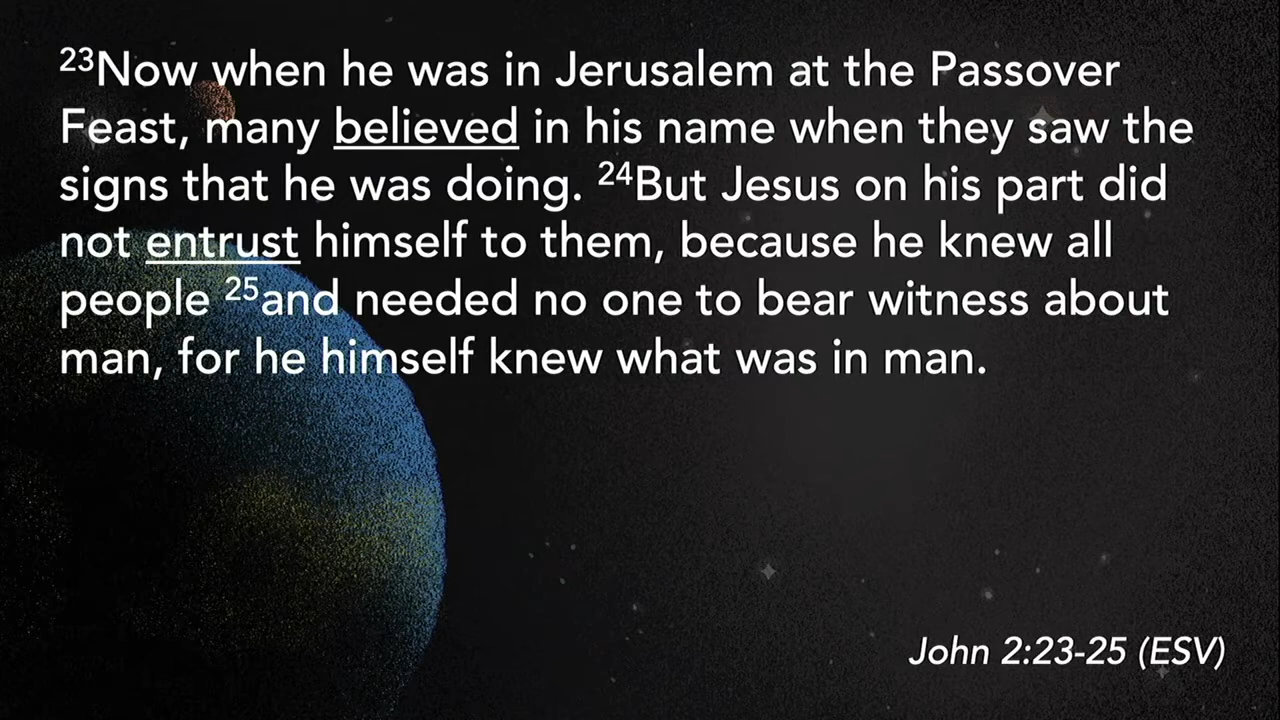 ²³Now when he was in Jerusalem at the Passover
Feast, many believed in his name when they saw the
signs that he was doing. ²⁴But Jesus on his part did
not entrust himself to them, because he knew all
people ²⁵and needed no one to bear witness about
man, for he himself knew what was in man.
John 2:23-25 (ESV)